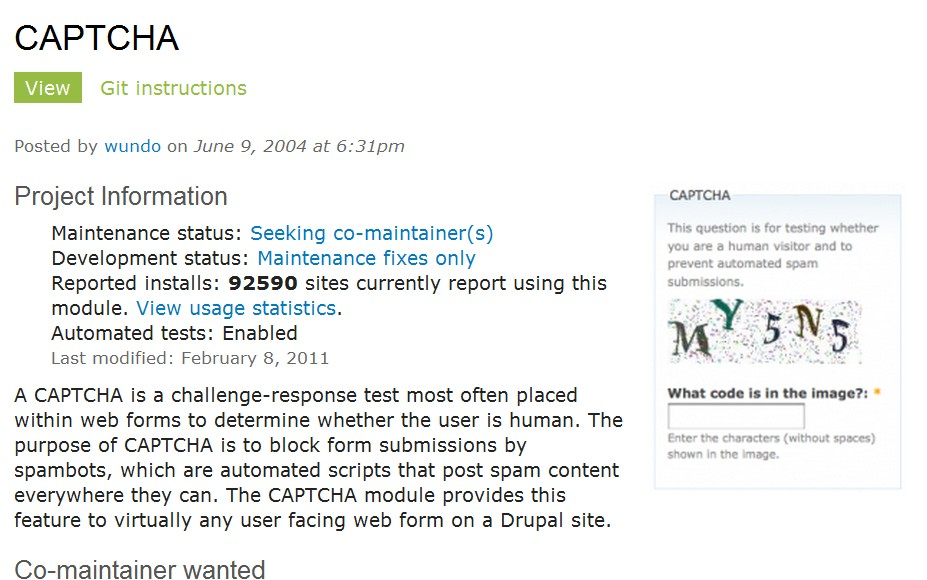 CAPTCHA
View Git instructions
Posted by wundo on June 9, 2004 at 6:31pm
Project Information
Maintenance status: Seeking co-maintainer(s)
Development status: Maintenance fixes only
Reported installs: 92590 sites currently report using this
module. View usage statistics.
Automated tests: Enabled
Last modified: February 8, 2011
A CAPTCHA is a challenge-response test most often placed
within web forms to determine whether the user is human. The
purpose of CAPTCHA is to block form submissions by
spambots, which are automated scripts that post spam content
everywhere they can. The CAPTCHA module provides this
feature to virtually any user facing web form on a Drupal site.
Co-maintainer wanted
CAPTCHA
This question is for testing whether
you are a human visitor and to
prevent automated spam
submissions.
MY5N5
What code is in the image?: *
Enter the characters (without spaces)
shown in the image.